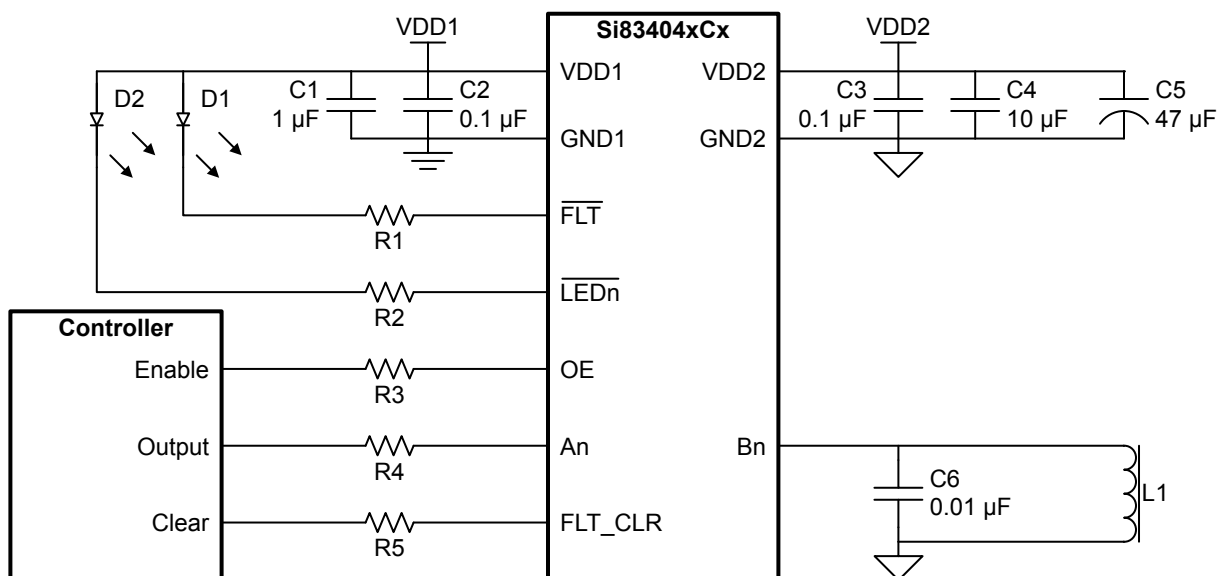 Si83404xCx
VDD1
VDD2
VDD1
VDD2
D2
D1
C1
1 µF
C2
0.1 µF
C3
0.1 µF
C4
10 µF
C5
47 µF
GND1
GND2
FLT
R1
LEDn
R2
Controller
Enable
R3
OE
Output
R4
An
Bn
C6
0.01 µF
L1
Clear
R5
FLT_CLR